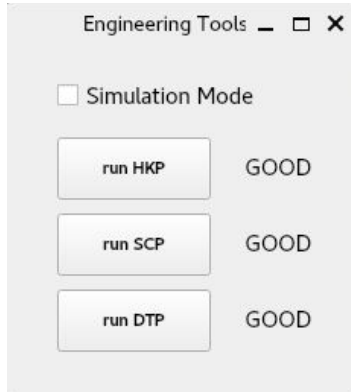 Engineering Tools
Simulation Mode
run HKP GOOD
run SCP GOOD
run DTP GOOD